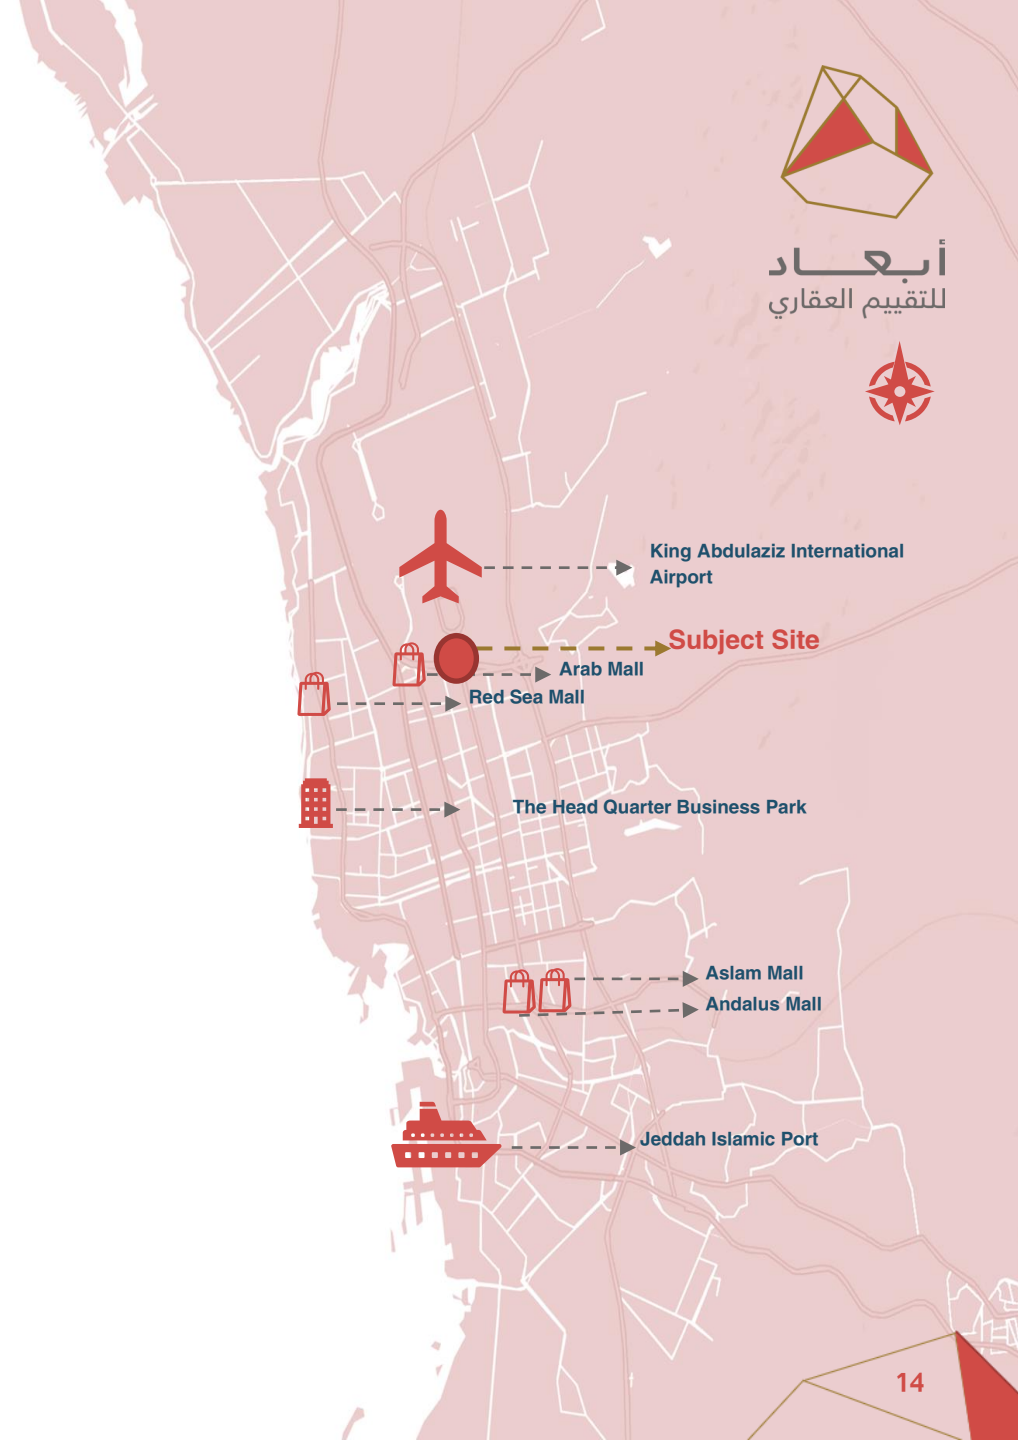 أبعاد
للتقييم العقاري
King Abdulaziz International
Airport
Subject Site
Arab Mall
Red Sea Mall
The Head Quarter Business Park
Aslam Mall
Andalus Mall
Jeddah Islamic Port
14